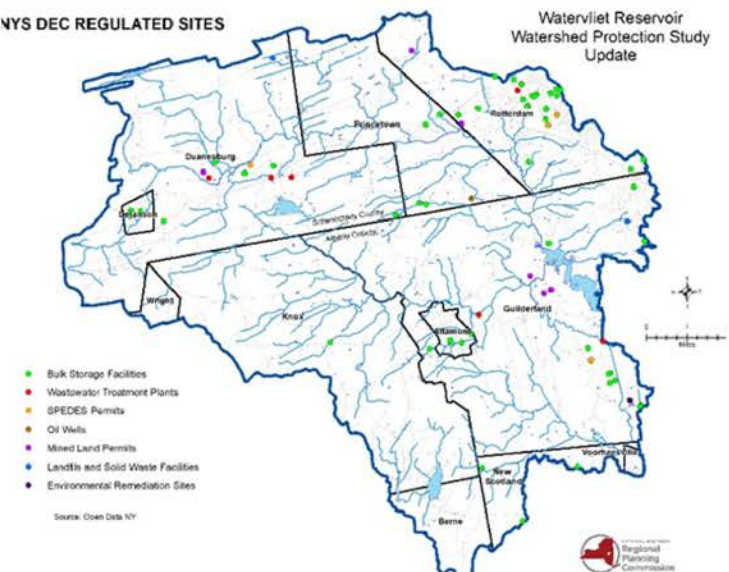 NYS DEC REGULATED SITES
Watervliet Reservoir
Watershed Protection Study
Update
Princetown
Rotterdam
Duanesburg
Delanson
Schenectady County
Albany County
Wright
Knox
Altamont
Guilderland
Miles
Bulk Storage Facilities
Wastewater Treatment Plants
SPEDES Permits
Oil Wells
Mined Land Permits
Landfills and Solid Waste Facilities
Environmental Remediation Sites
Voorheesville
New
Scotland
Berne
Source: Open Data NY
Regional
Planning
Commission